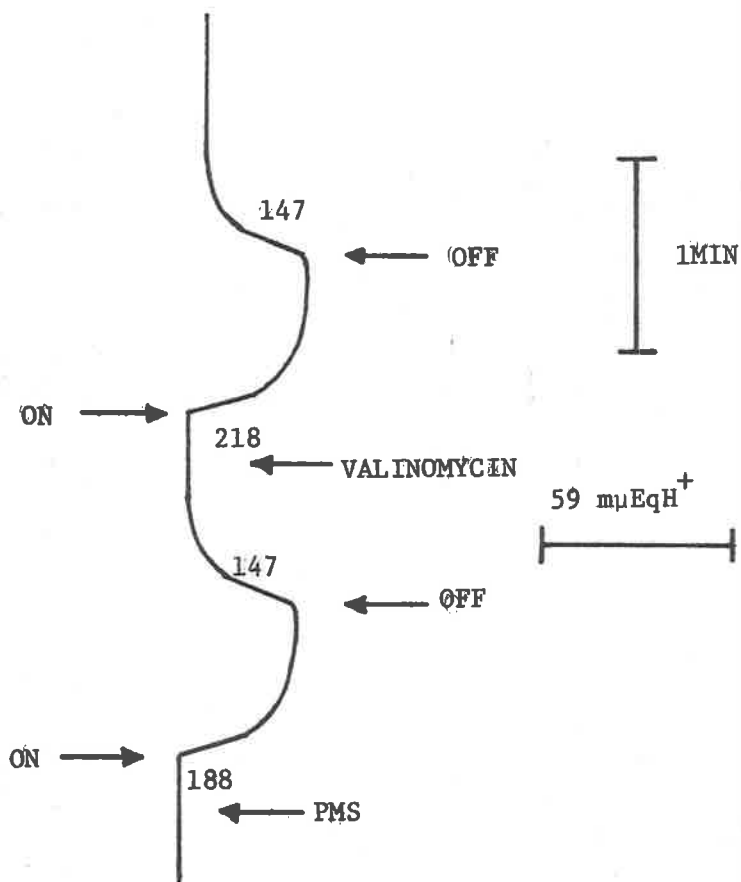 147
OFF
1MIN
ON
218
VALINOMYCIN
59 mµEqH+
147
OFF
ON
188
PMS